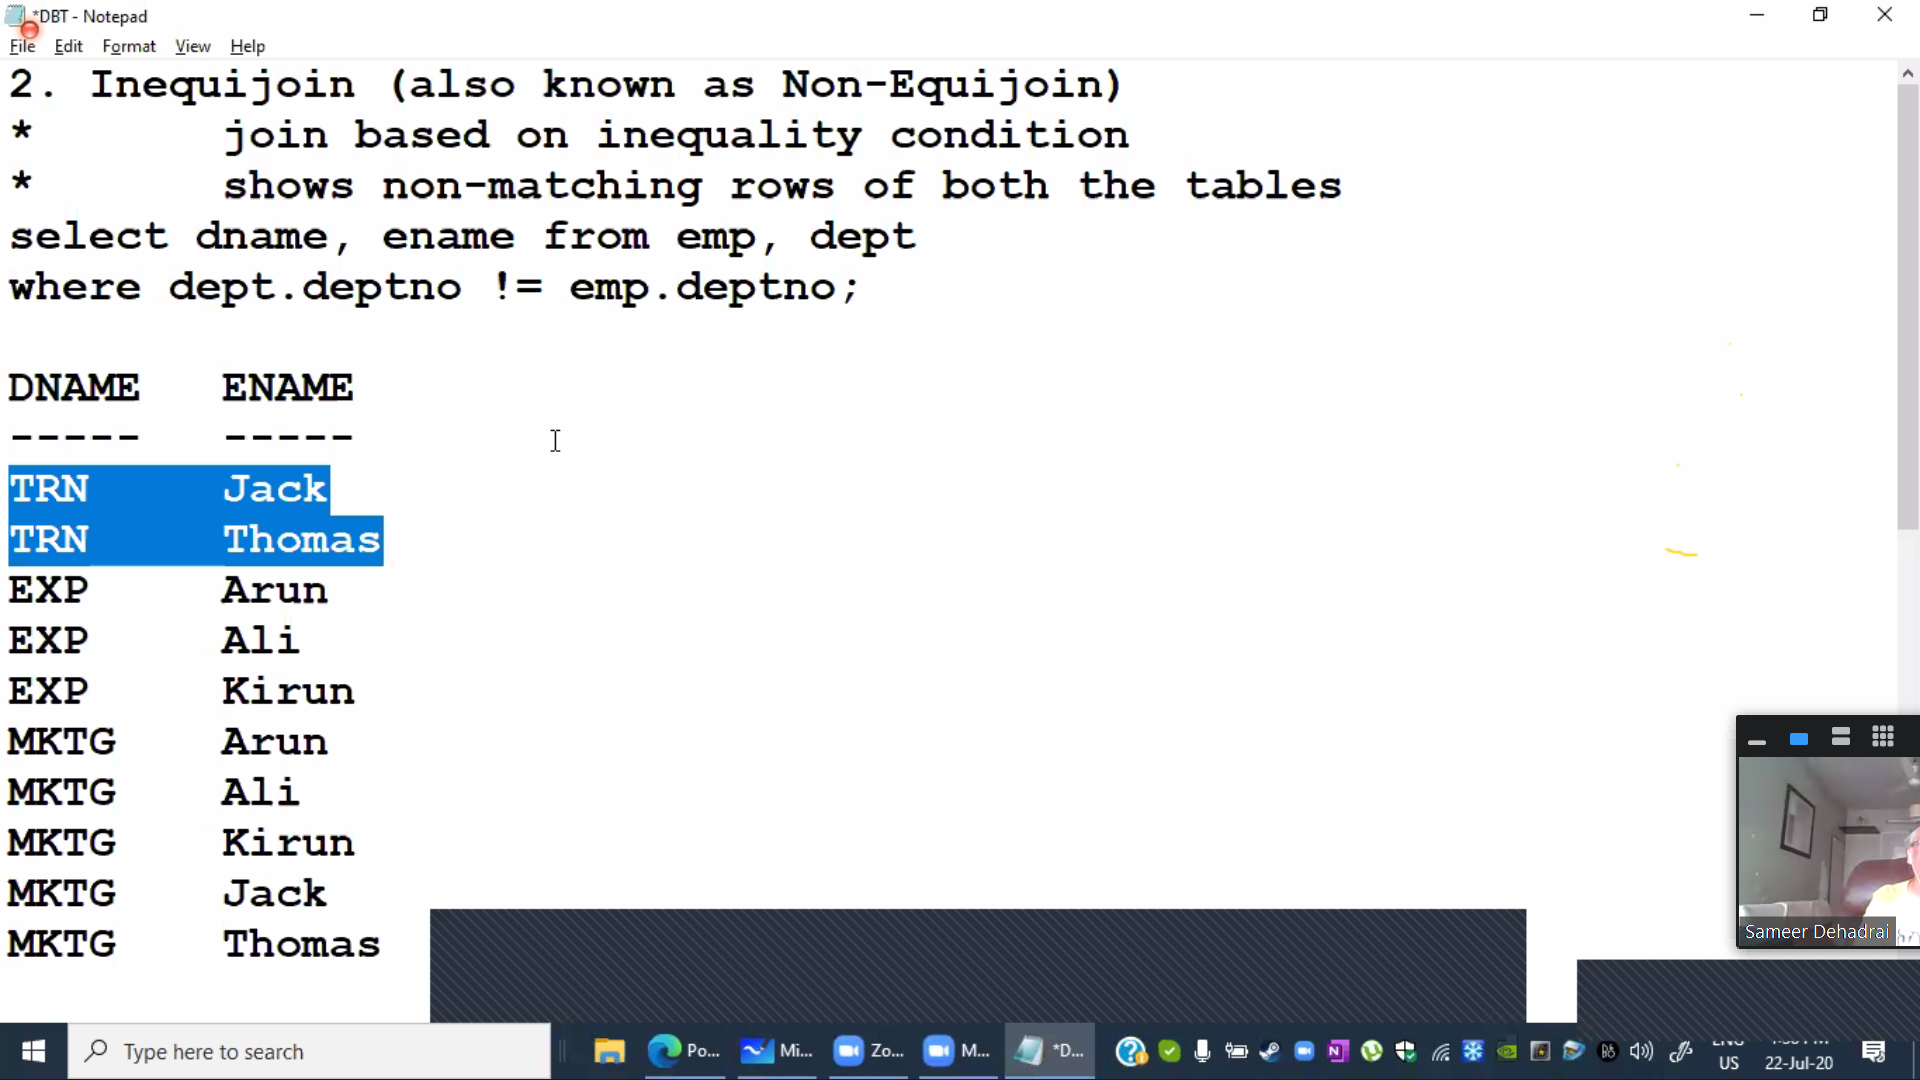 *DBT - Notepad
File Edit Format View Help
2. Inequijoin (also known as Non-Equijoin)
* join based on inequality condition
* shows non-matching rows of both the tables
select dname, ename from emp, dept
where dept.deptno != emp.deptno;
DNAME ENAME
----- -----
TRN Jack
TRN Thomas
EXP Arun
EXP Ali
EXP Kirun
MKTG Arun
MKTG Ali
MKTG Kirun
MKTG Jack
MKTG Thomas
Sameer Dehadrai
Type here to search
Po...
Mi...
Zo...
M...
*D...
ENG
US
22-Jul-20